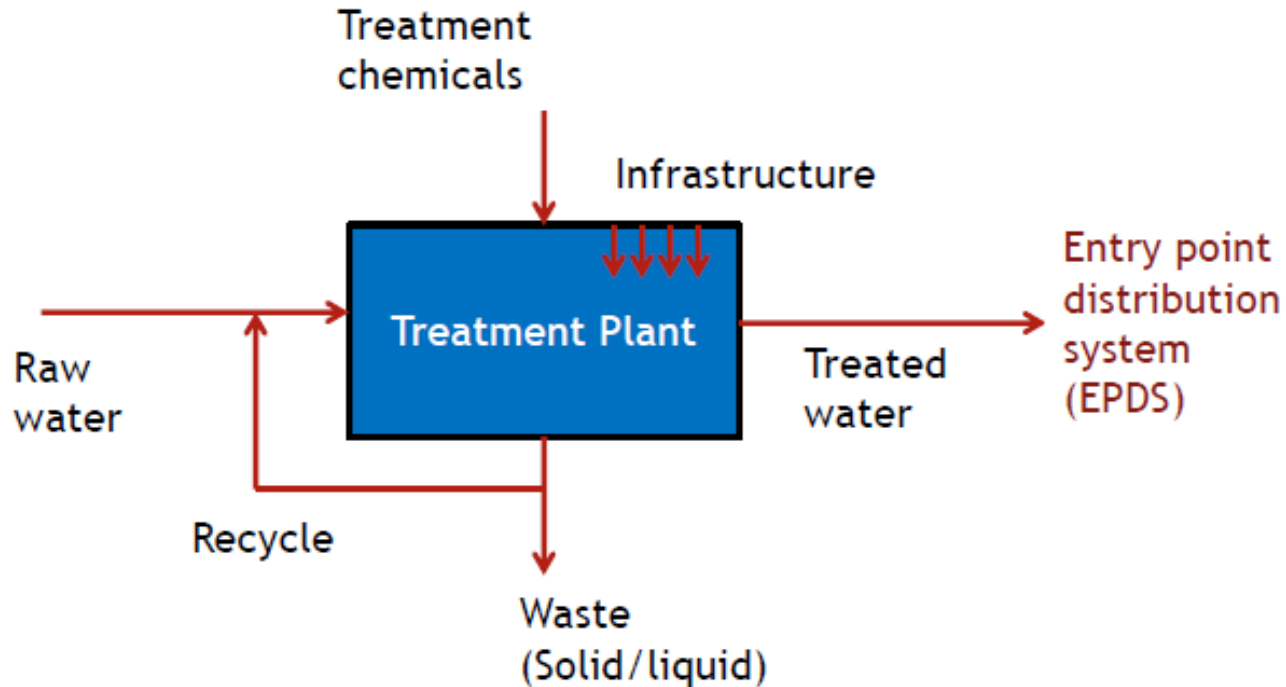 Treatment
chemicals
Infrastructure
Treatment Plant
Raw
water
Recycle
Treated
water
Entry point
distribution
system
(EPDS)
Waste
(Solid/liquid)